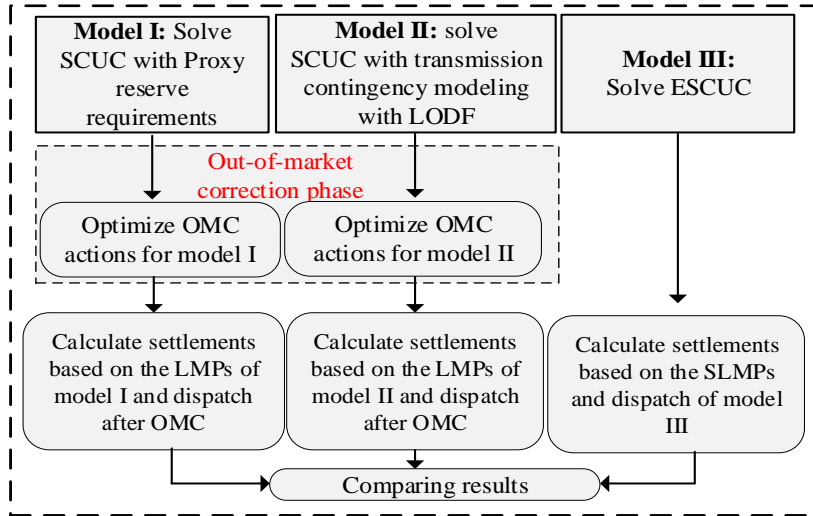 Model I: Solve
SCUC with Proxy
reserve
requirements
Model II: solve
SCUC with transmission
contingency modeling
with LODF
Model III:
Solve ESCUC
Out-of-market
correction phase
Optimize OMC
actions for model I
Optimize OMC
actions for model II
Calculate settlements
based on the LMPs of
model I and dispatch
after OMC
Calculate settlements
based on the LMPs of
model II and dispatch
after OMC
Calculate settlements
based on the SLMPs
and dispatch of model
III
Comparing results